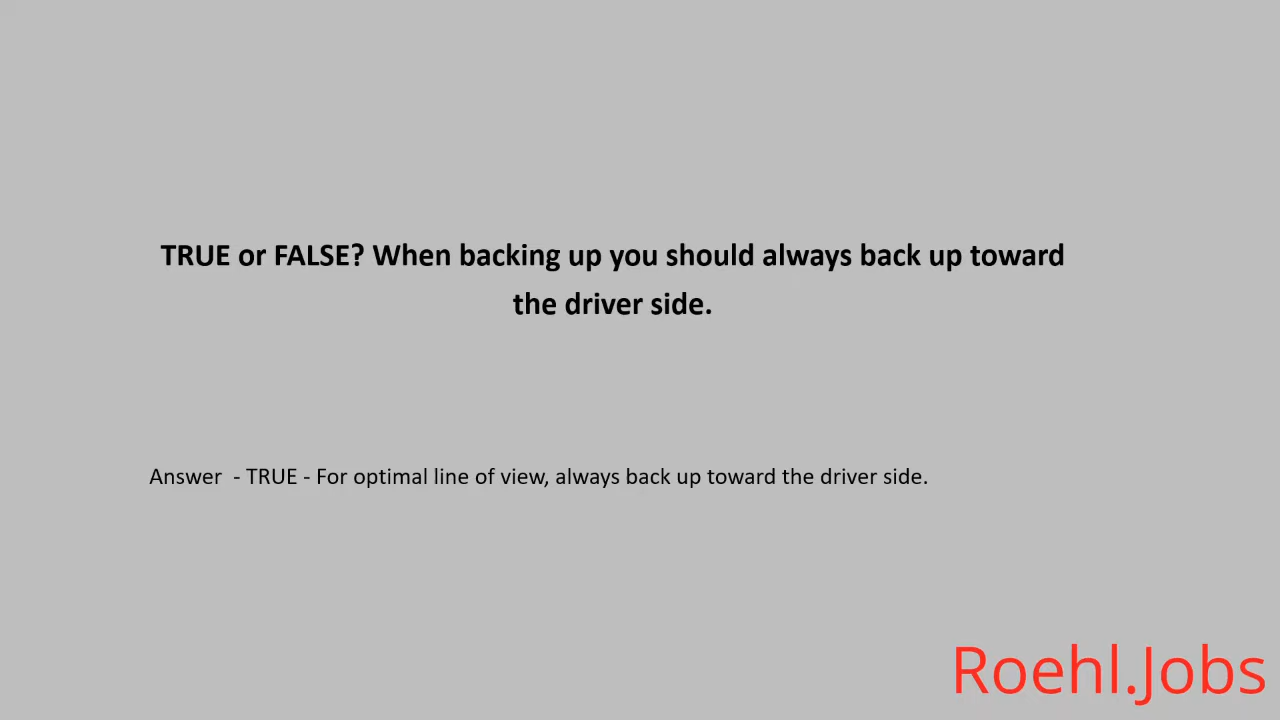 TRUE or FALSE? When backing up you should always back up toward
the driver side.
Answer  - TRUE - For optimal line of view, always back up toward the driver side.
Roehl.Jobs